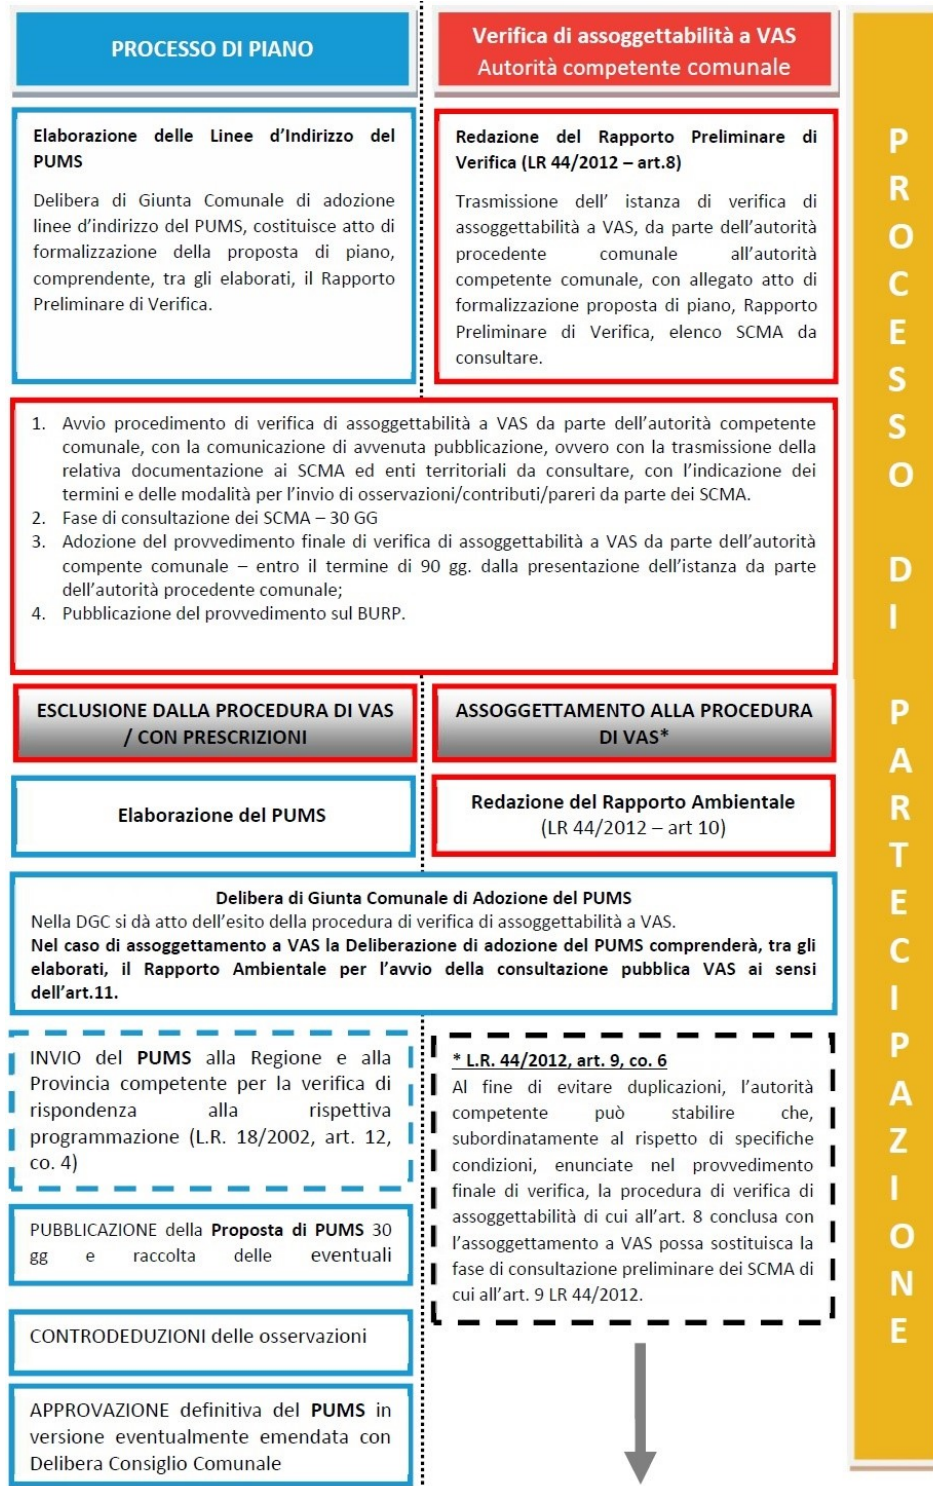 PROCESSO DI PIANO
Verifica di assoggettabilità a VAS
Autorità competente comunale
Elaborazione delle Linee d'Indirizzo del
PUMS
Delibera di Giunta Comunale di adozione
linee d'indirizzo del PUMS, costituisce atto di
formalizzazione della proposta di piano,
comprendente, tra gli elaborati, il Rapporto
Preliminare di Verifica.
Redazione del Rapporto Preliminare di
Verifica (LR 44/2012 – art.8)
Trasmissione dell' istanza di verifica di
assoggettabilità a VAS, da parte dell'autorità
procedente comunale all'autorità
competente comunale, con allegato atto di
formalizzazione proposta di piano, Rapporto
Preliminare di Verifica, elenco SCMA da
consultare.
1. Avvio procedimento di verifica di assoggettabilità a VAS da parte dell'autorità competente
comunale, con la comunicazione di avvenuta pubblicazione, ovvero con la trasmissione della
relativa documentazione ai SCMA ed enti territoriali da consultare, con l'indicazione dei
termini e delle modalità per l'invio di osservazioni/contributi/pareri da parte dei SCMA.
2. Fase di consultazione dei SCMA – 30 GG
3. Adozione del provvedimento finale di verifica di assoggettabilità a VAS da parte dell'autorità
compente comunale – entro il termine di 90 gg. dalla presentazione dell'istanza da parte
dell'autorità procedente comunale;
4. Pubblicazione del provvedimento sul BURP.
ESCLUSIONE DALLA PROCEDURA DI VAS
/ CON PRESCRIZIONI
ASSOGGETTAMENTO ALLA PROCEDURA
DI VAS*
Elaborazione del PUMS
Redazione del Rapporto Ambientale
(LR 44/2012 – art 10)
Delibera di Giunta Comunale di Adozione del PUMS
Nella DGC si dà atto dell'esito della procedura di verifica di assoggettabilità a VAS.
Nel caso di assoggettamento a VAS la Deliberazione di adozione del PUMS comprenderà, tra gli
elaborati, il Rapporto Ambientale per l'avvio della consultazione pubblica VAS ai sensi
dell'art.11.
INVIO del PUMS alla Regione e alla
Provincia competente per la verifica di
rispondenza alla rispettiva
programmazione (L.R. 18/2002, art. 12,
co. 4)
PUBBLICAZIONE della Proposta di PUMS 30
gg e raccolta delle eventuali
CONTRODEDUZIONI delle osservazioni
APPROVAZIONE definitiva del PUMS in
versione eventualmente emendata con
Delibera Consiglio Comunale
* L.R. 44/2012, art. 9, co. 6
Al fine di evitare duplicazioni, l'autorità
competente può stabilire che,
subordinatamente al rispetto di specifiche
condizioni, enunciate nel provvedimento
finale di verifica, la procedura di verifica di
assoggettabilità di cui all'art. 8 conclusa con
l'assoggettamento a VAS possa sostituisca la
fase di consultazione preliminare dei SCMA di
cui all'art. 9 LR 44/2012.
PROCESSO DI PARTECIPAZIONE